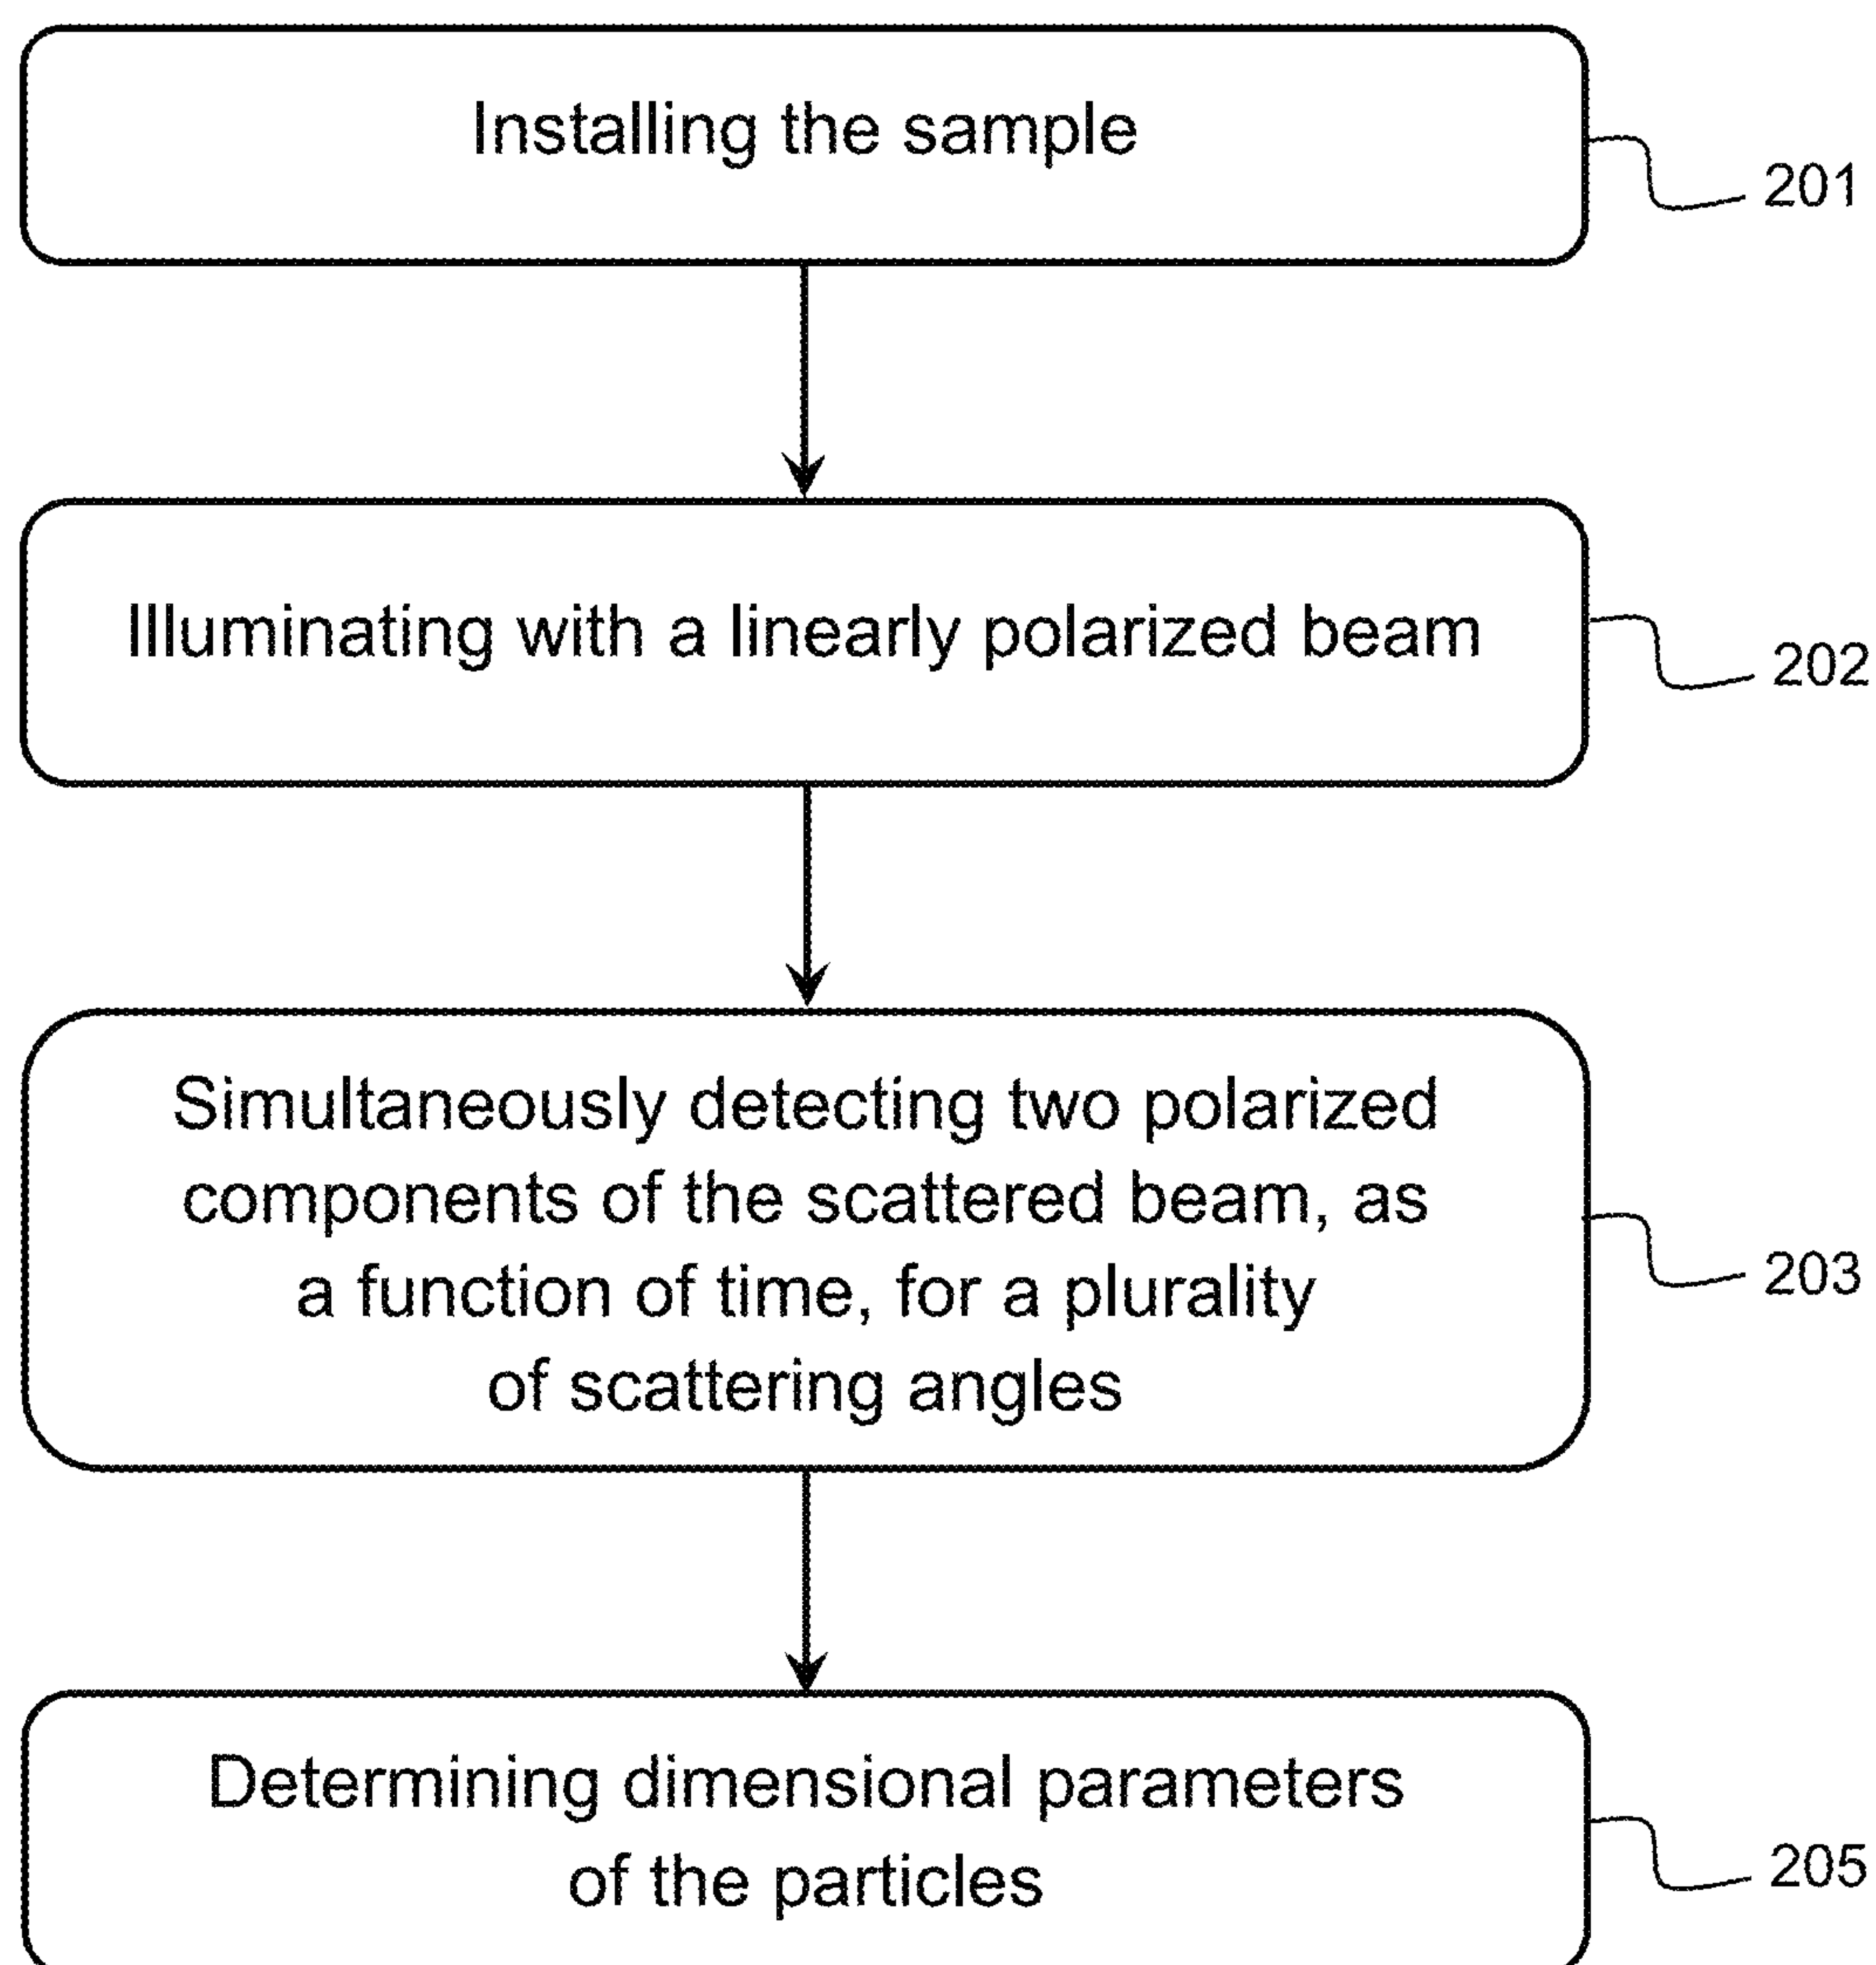 Installing the sample
201
Illuminating with a linearly polarized beam
202
Simultaneously detecting two polarized
components of the scattered beam, as
a function of time, for a plurality
of scattering angles
203
Determining dimensional parameters
of the particles
205